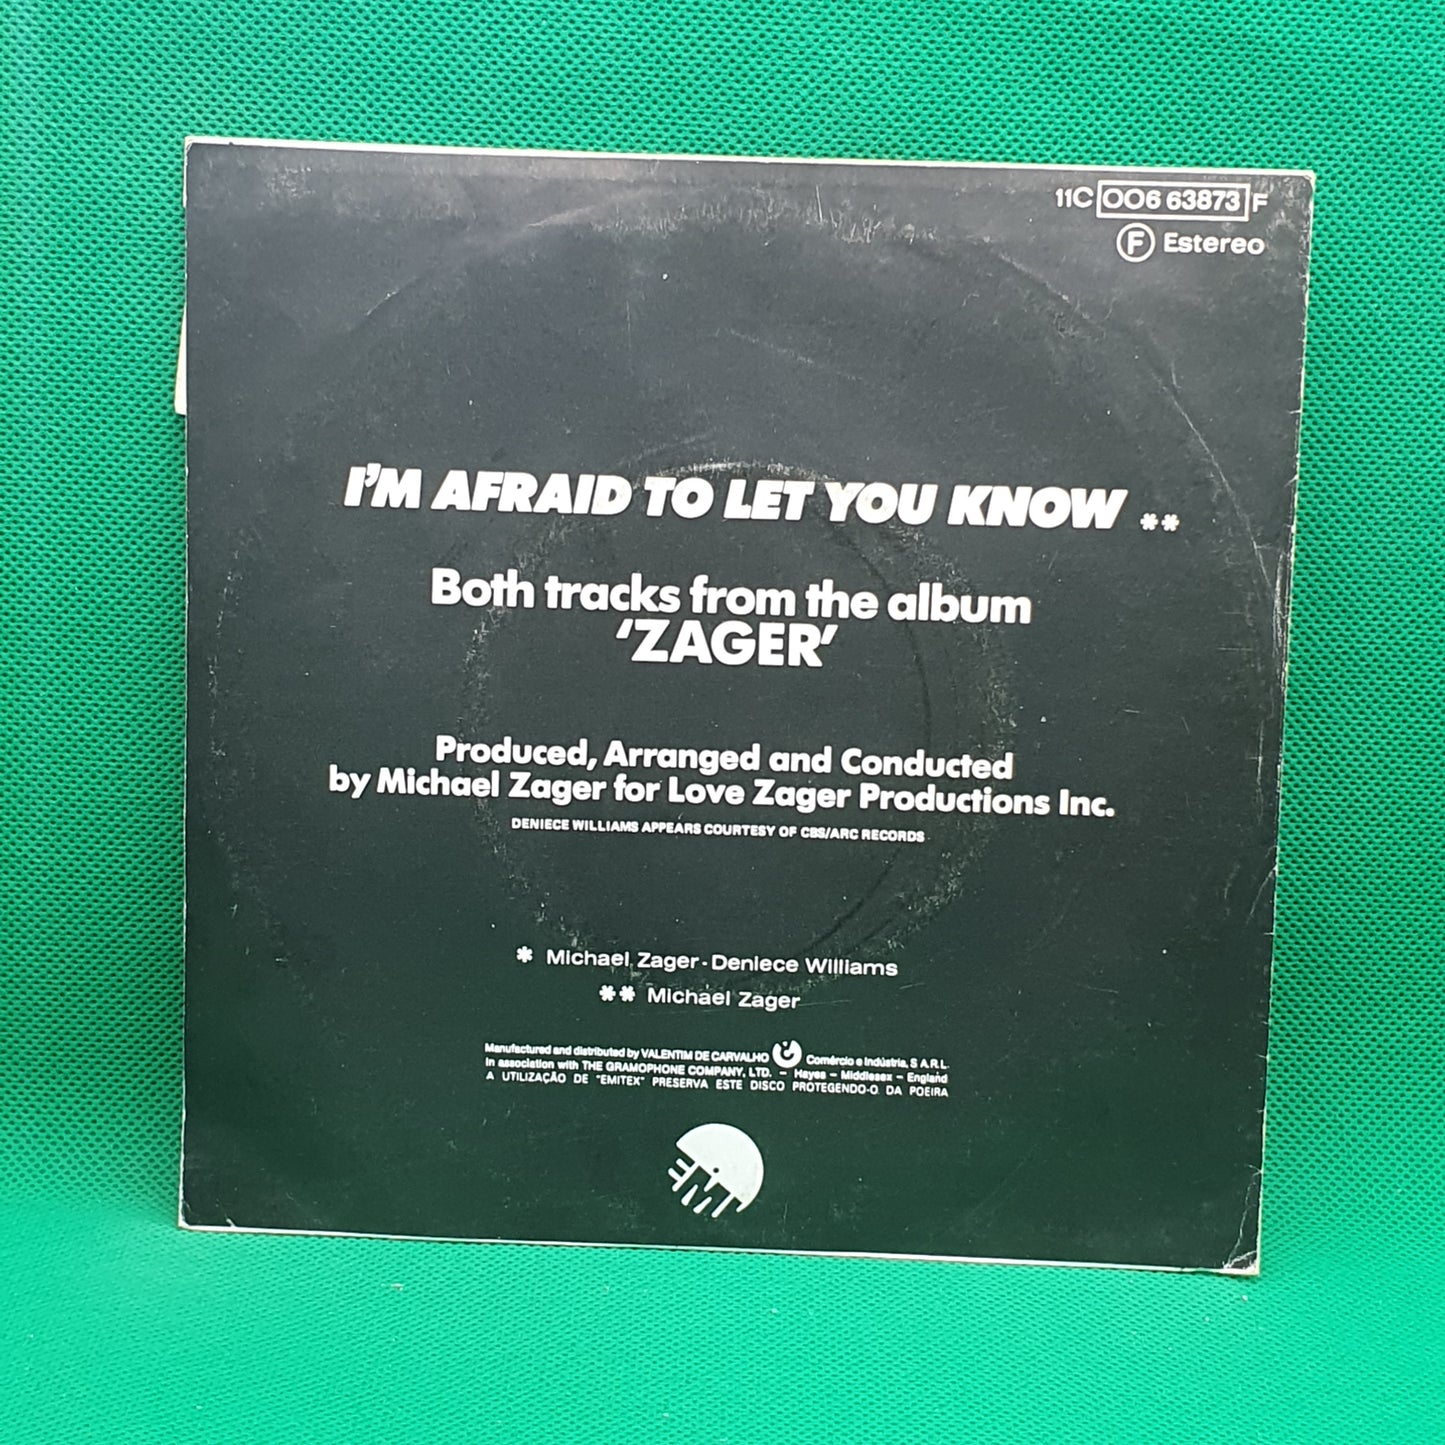 11C 006 63873 F
F Estereo
I'M AFRAID TO LET YOU KNOW **
Both tracks from the album
'ZAGER'
Produced, Arranged and Conducted
by Michael Zager for Love Zager Productions Inc.
DENIECE WILLIAMS APPEARS COURTESY OF CBS/ARC RECORDS
* Michael Zager - Deniece Williams
** Michael Zager
Manufactured and distributed by VALENTIM DE CARVALHO Comércio e Indústria, S A.R.L.
In association with THE GRAMOPHONE COMPANY, LTD. - Hayes - Middlesex - England
A UTILIZAÇÃO DE "EMITEX" PRESERVA ESTE DISCO PROTEGENDO-O DA POEIRA
EMI